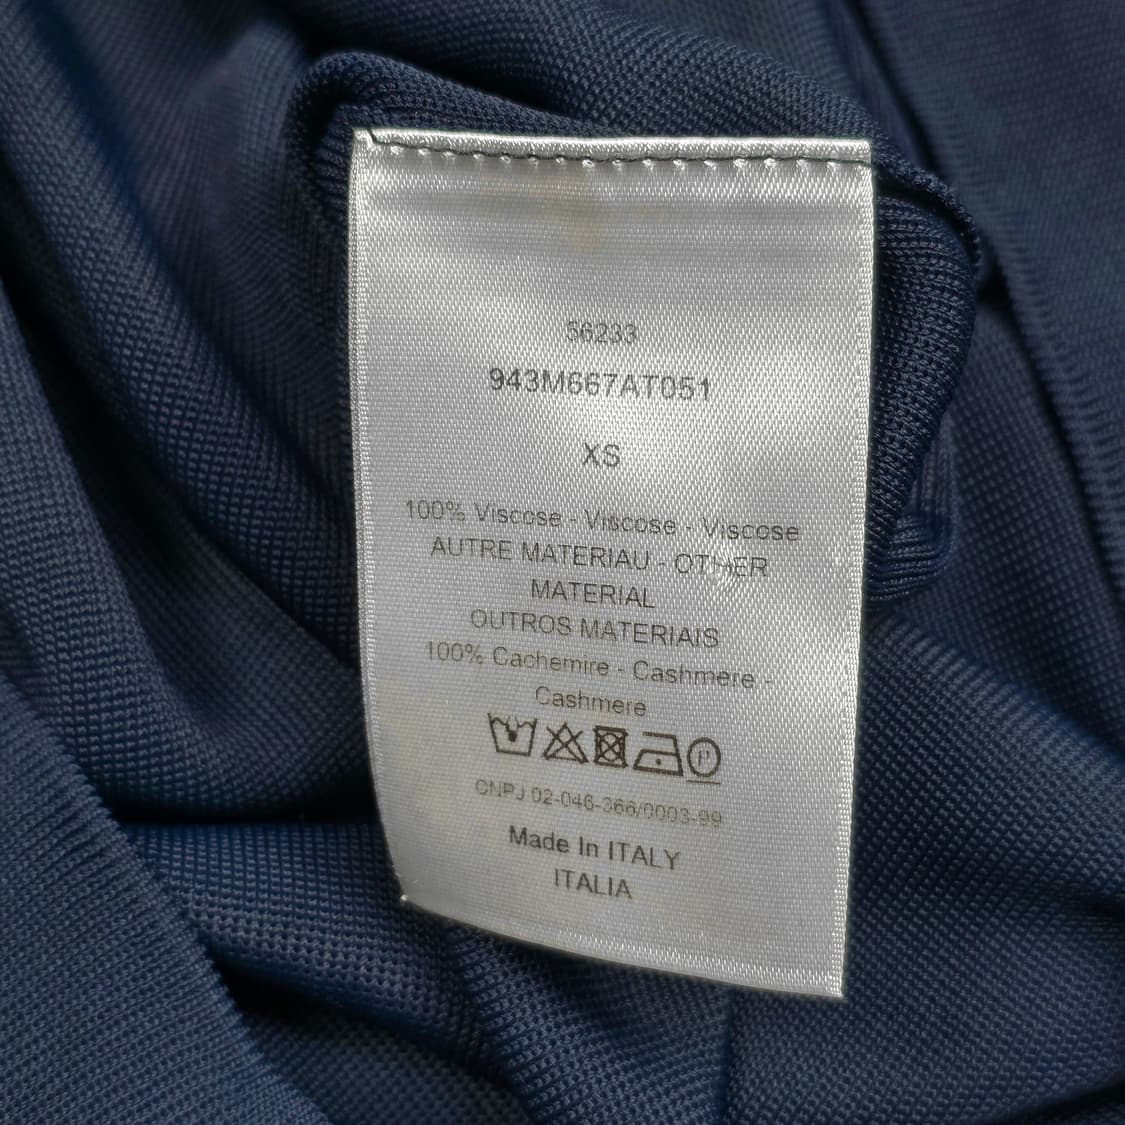 56233
943M667AT051
XS
100% Viscose - Viscose - Viscose
AUTRE MATERIAU - OTHER
MATERIAL
OUTROS MATERIAIS
100% Cachemire - Cashmere -
Cashmere
P
CNPJ 02-046-366/0003-99
Made In ITALY
ITALIA